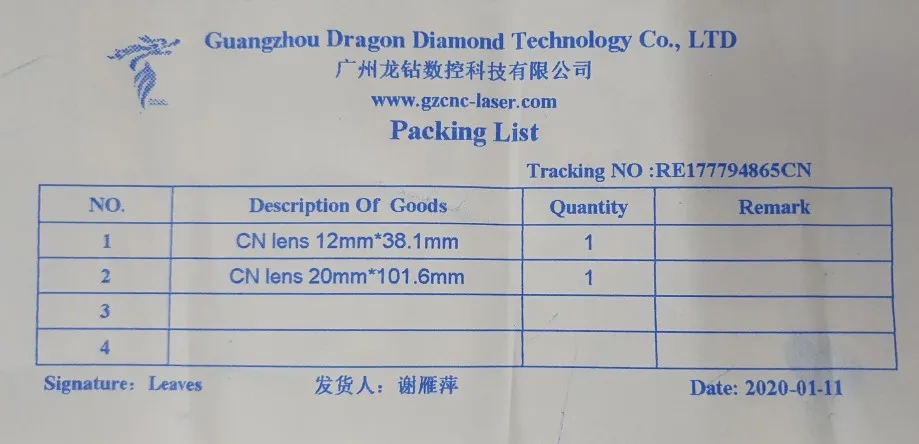 Guangzhou Dragon Diamond Technology Co., LTD
广州龙钻数控科技有限公司
www.gzcnc-laser.com
Packing List
Tracking NO :RE177794865CN
NO. Description Of Goods Quantity Remark
1 CN lens 12mm*38.1mm 1
2 CN lens 20mm*101.6mm 1
3
4
Signature: Leaves 发货人: 谢雁萍 Date: 2020-01-11